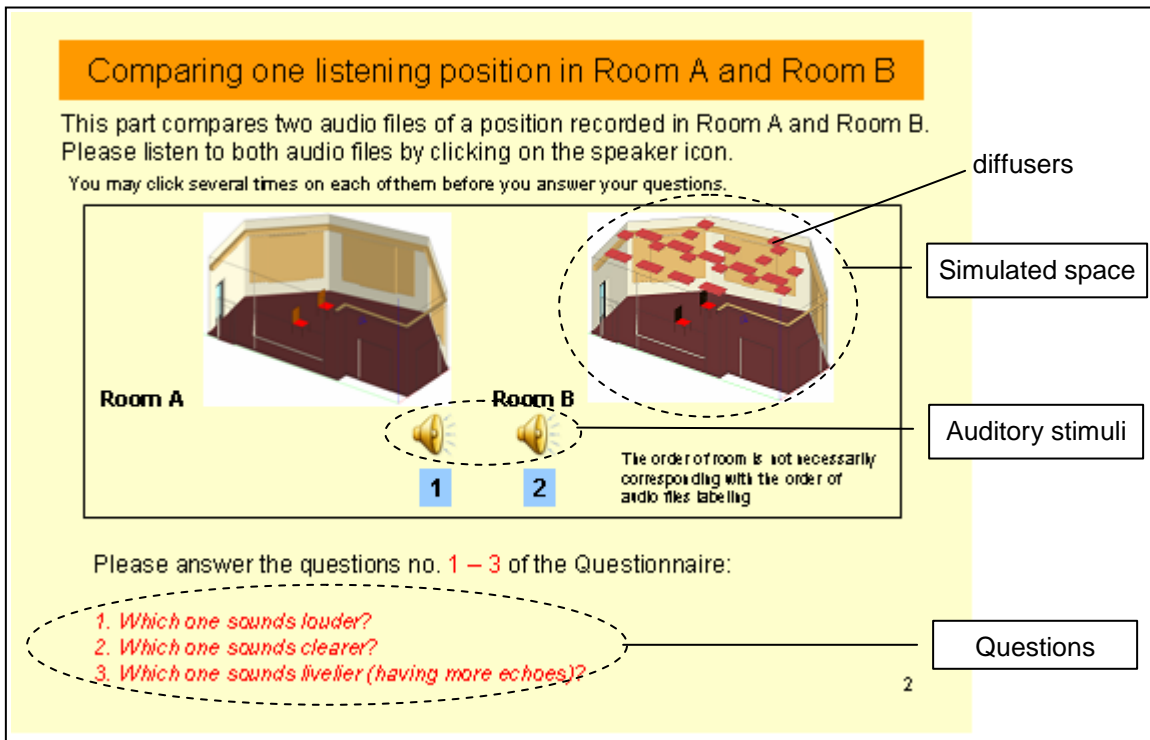 Comparing one listening position in Room A and Room B
This part compares two audio files of a position recorded in Room A and Room B.
Please listen to both audio files by clicking on the speaker icon.
You may click several times on each of them before you answer your questions.
diffusers
Simulated space
Room A
Room B
Auditory stimuli
1
2
The order of room is not necessarily
corresponding with the order of
audio files labeling
Please answer the questions no. 1 – 3 of the Questionnaire:
1. Which one sounds louder?
2. Which one sounds clearer?
3. Which one sounds livelier (having more echoes)?
Questions
2